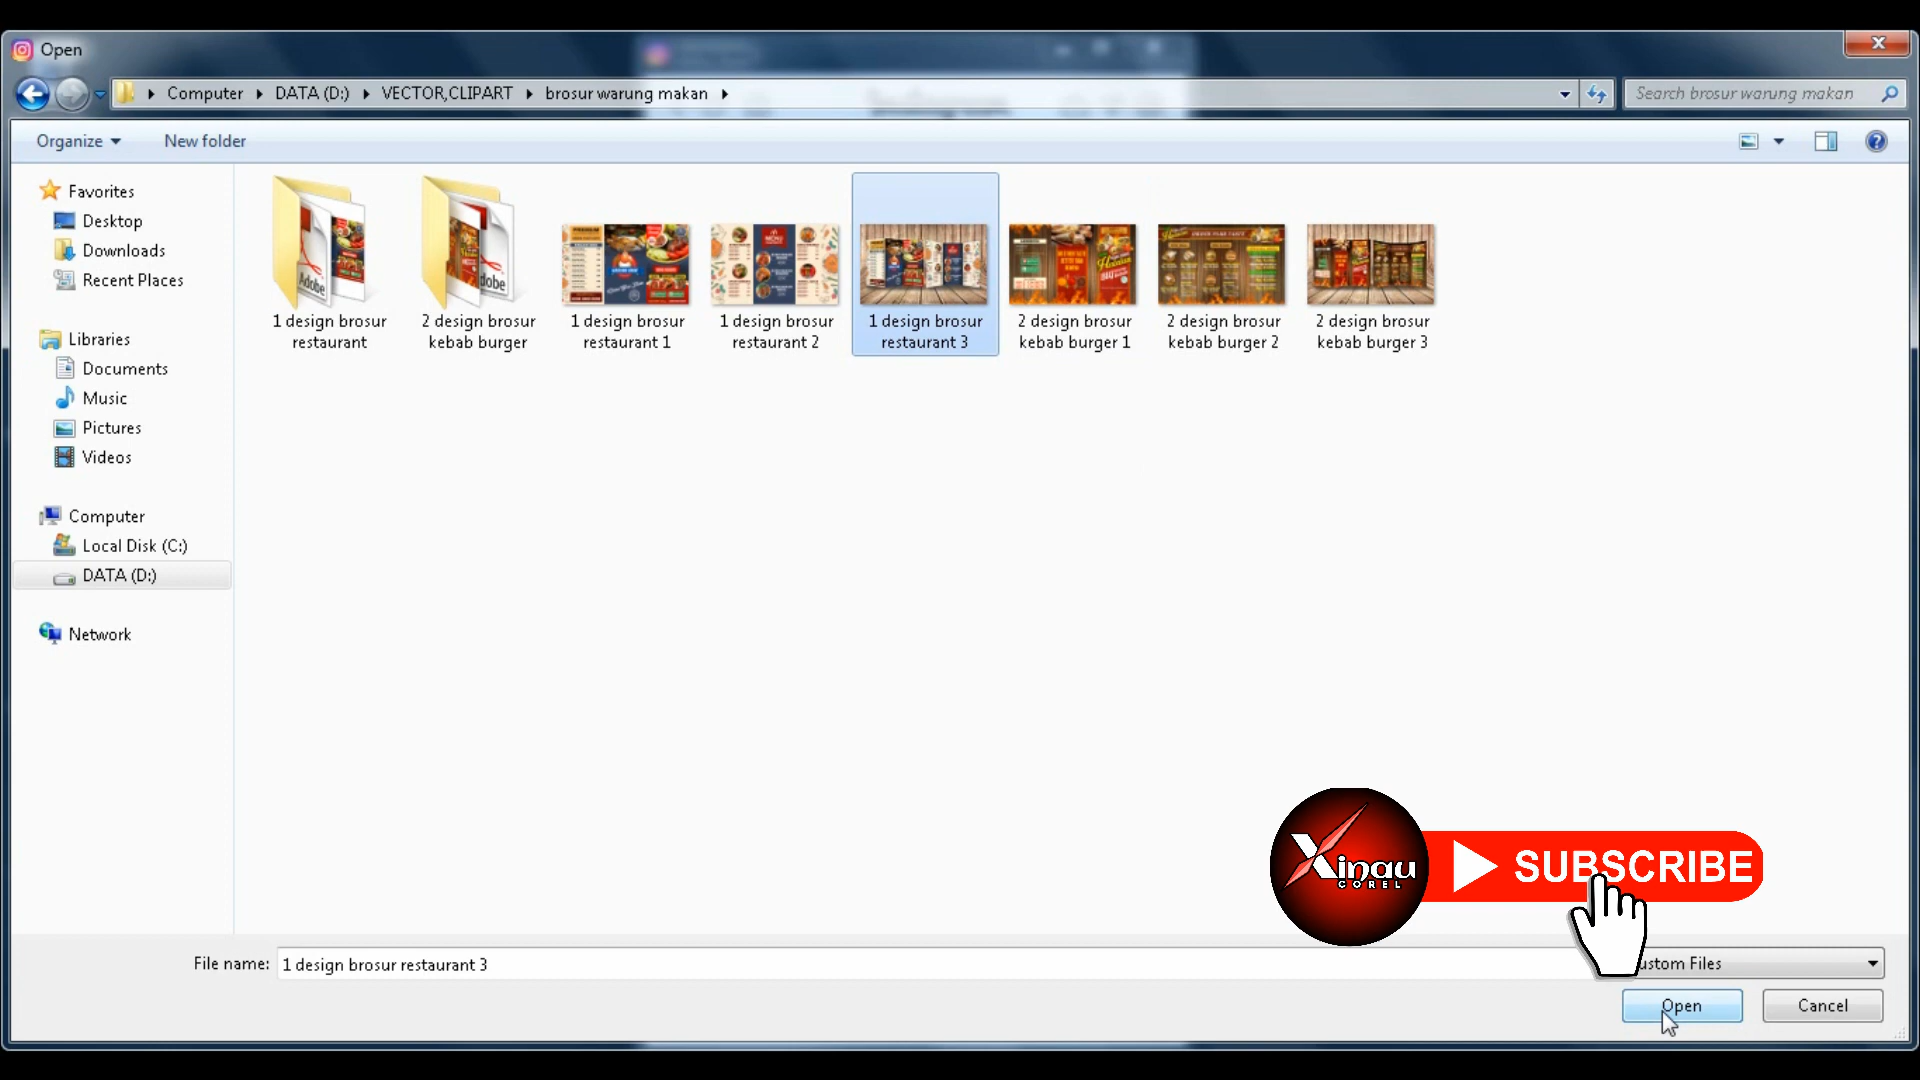 Open
Computer
DATA (D:)
VECTOR,CLIPART
brosur warung makan
Search brosur warung makan
Organize
New folder
Favorites
Desktop
Downloads
Recent Places
Libraries
Documents
Music
Pictures
Videos
Computer
Local Disk (C:)
DATA (D:)
Network
1 design brosur
restaurant
2 design brosur
kebab burger
1 design brosur
restaurant 1
1 design brosur
restaurant 2
1 design brosur
restaurant 3
2 design brosur
kebab burger 1
2 design brosur
kebab burger 2
2 design brosur
kebab burger 3
Adobe
Xinau
COREL
SUBSCRIBE
File name:
1 design brosur restaurant 3
ustom Files
Open
Cancel